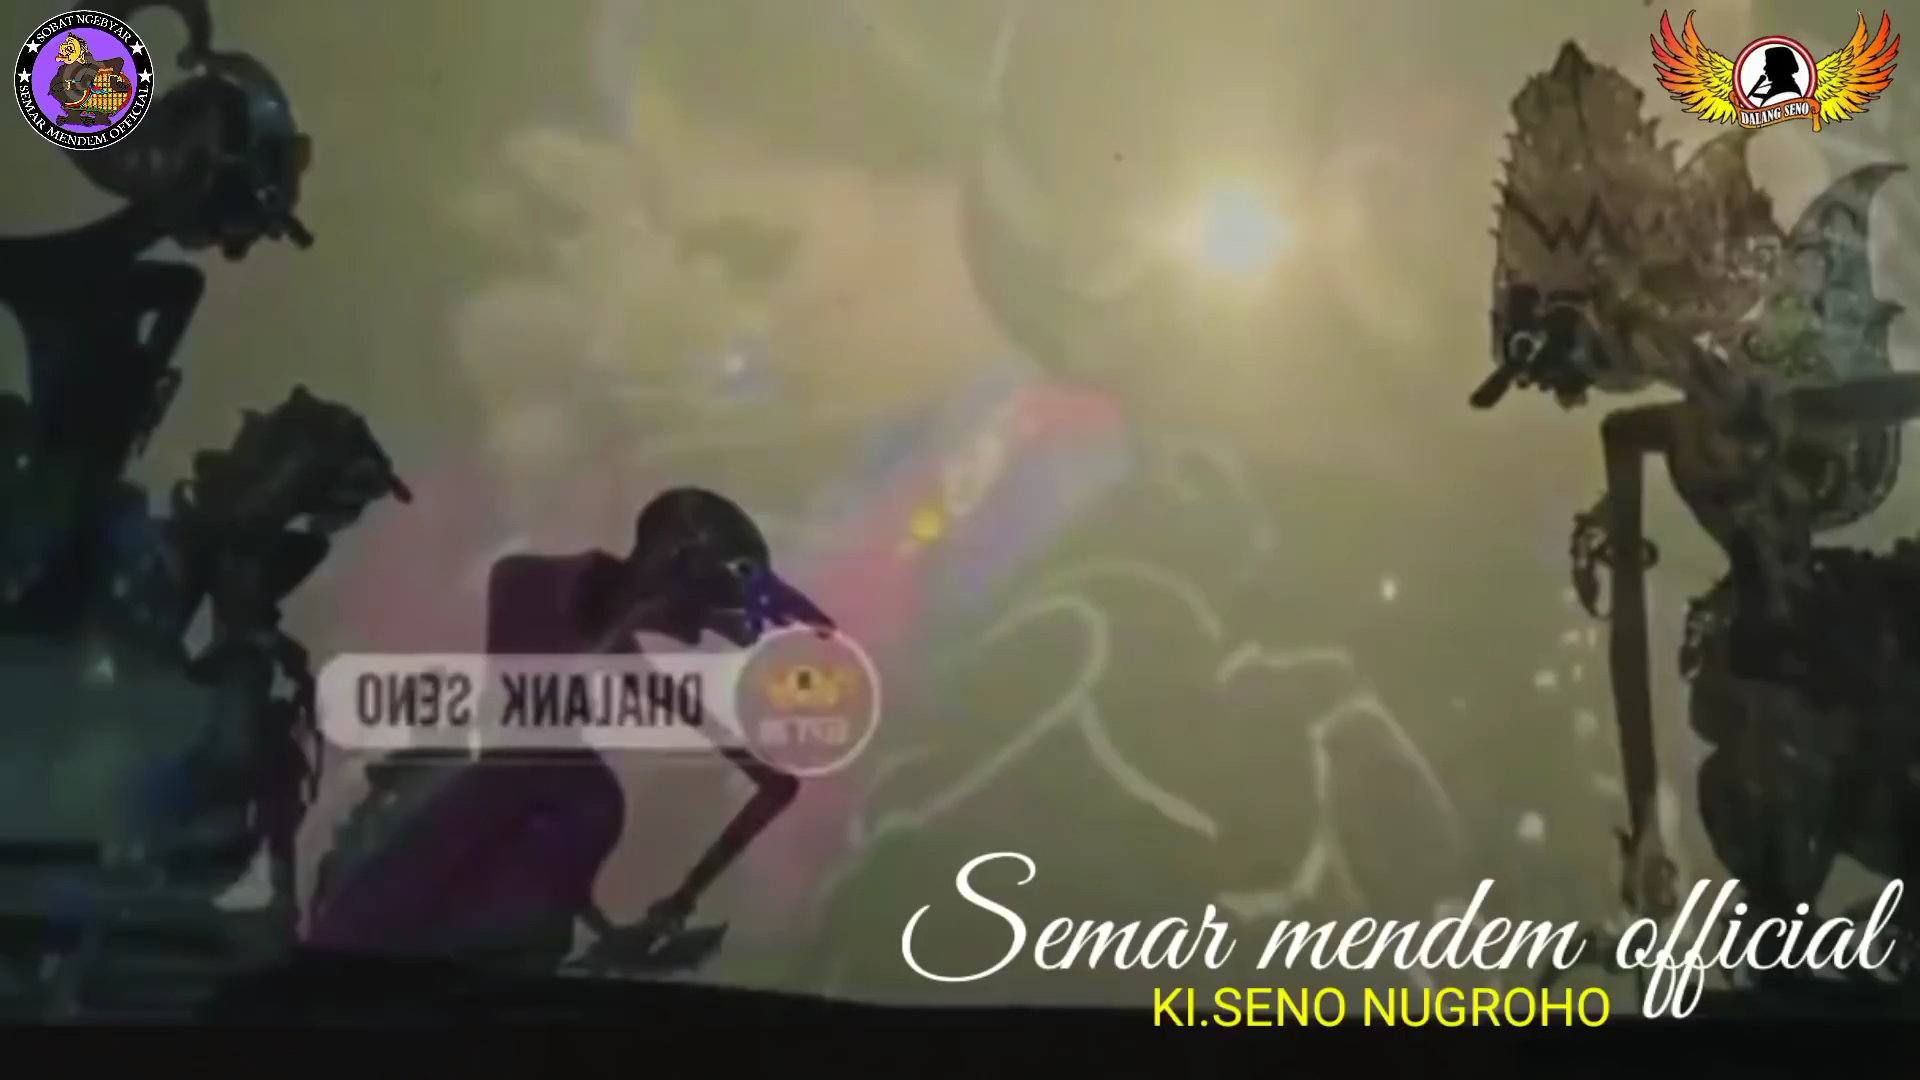 SOBAT NGEBYAR
SEMAR MENDEM OFFICIAL
DALANG SENO
DHALANK SENO
Semar mendem official
KI.SENO NUGROHO